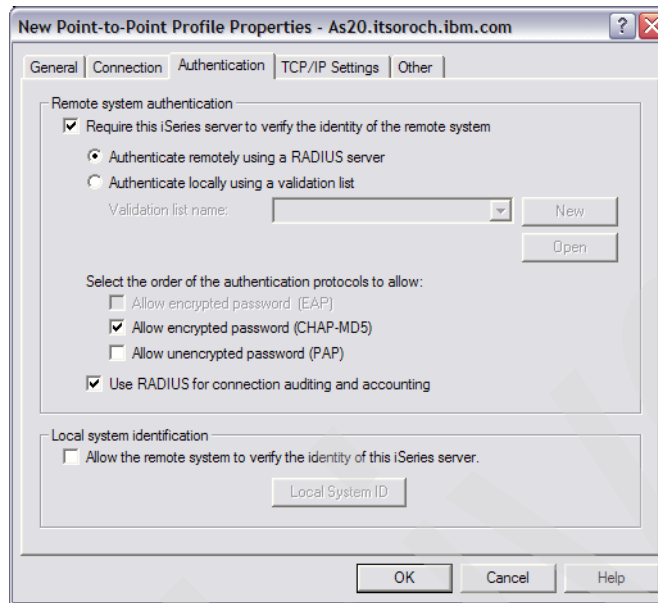 New Point-to-Point Profile Properties - As20.itsoroch.ibm.com
General Connection Authentication TCP/IP Settings Other
Remote system authentication
Require this iSeries server to verify the identity of the remote system
Authenticate remotely using a RADIUS server
Authenticate locally using a validation list
Validation list name: New
Open
Select the order of the authentication protocols to allow:
Allow encrypted password (EAP)
Allow encrypted password (CHAP-MD5)
Allow unencrypted password (PAP)
Use RADIUS for connection auditing and accounting
Local system identification
Allow the remote system to verify the identity of this iSeries server.
Local System ID
OK Cancel Help